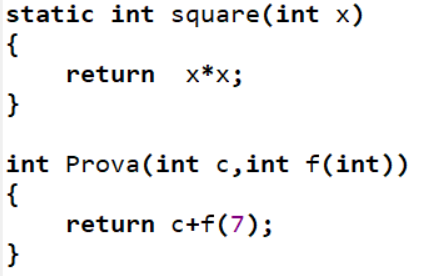 static int square(int x)
{
    return  x*x;
}

int Prova(int c,int f(int))
{
    return c+f(7);
}